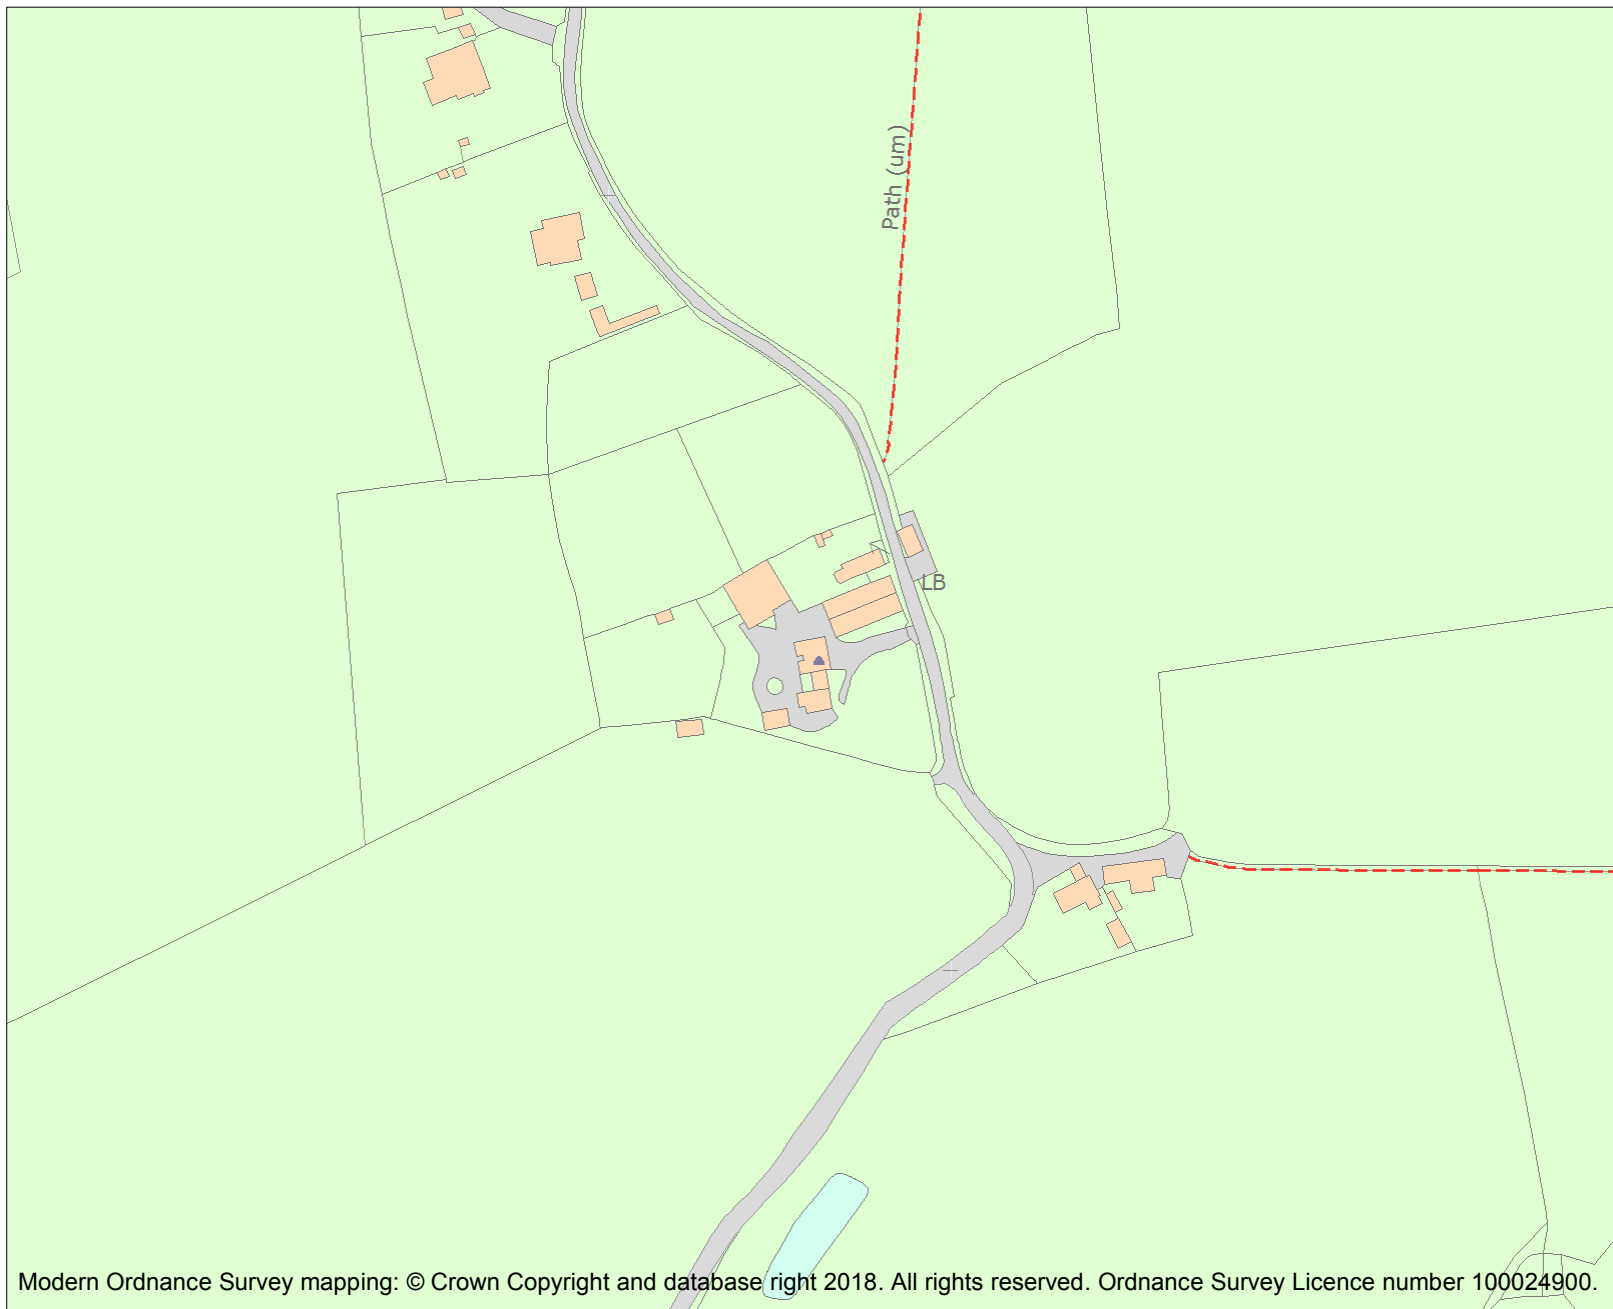 Path (um)
LB
Modern Ordnance Survey mapping: © Crown Copyright and database right 2018. All rights reserved. Ordnance Survey Licence number 100024900.